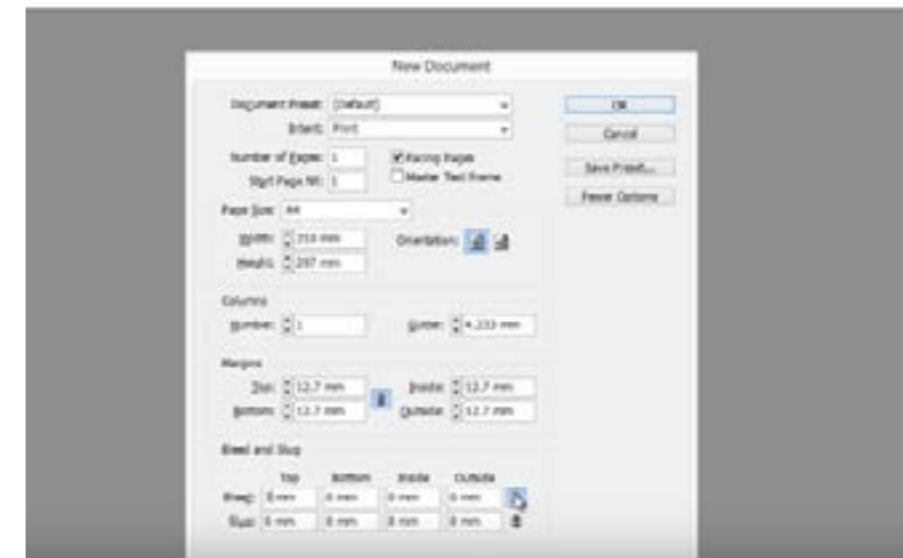 New Document
Document Preset: [Default]
OK
Intent: Print
Cancel
Number of Pages: 1
Facing Pages
Save Preset...
Start Page №: 1
Master Text Frame
Fewer Options
Page Size: A4
Width: 210 mm
Orientation:
Height: 297 mm
Columns
Number: 1
Gutter: 4.233 mm
Margins
Top: 12.7 mm
Inside: 12.7 mm
Bottom: 12.7 mm
Outside: 12.7 mm
Bleed and Slug
Top Bottom Inside Outside
Bleed: mm 0 mm 0 mm 0 mm
Slug: 0 mm 0 mm 0 mm 0 mm